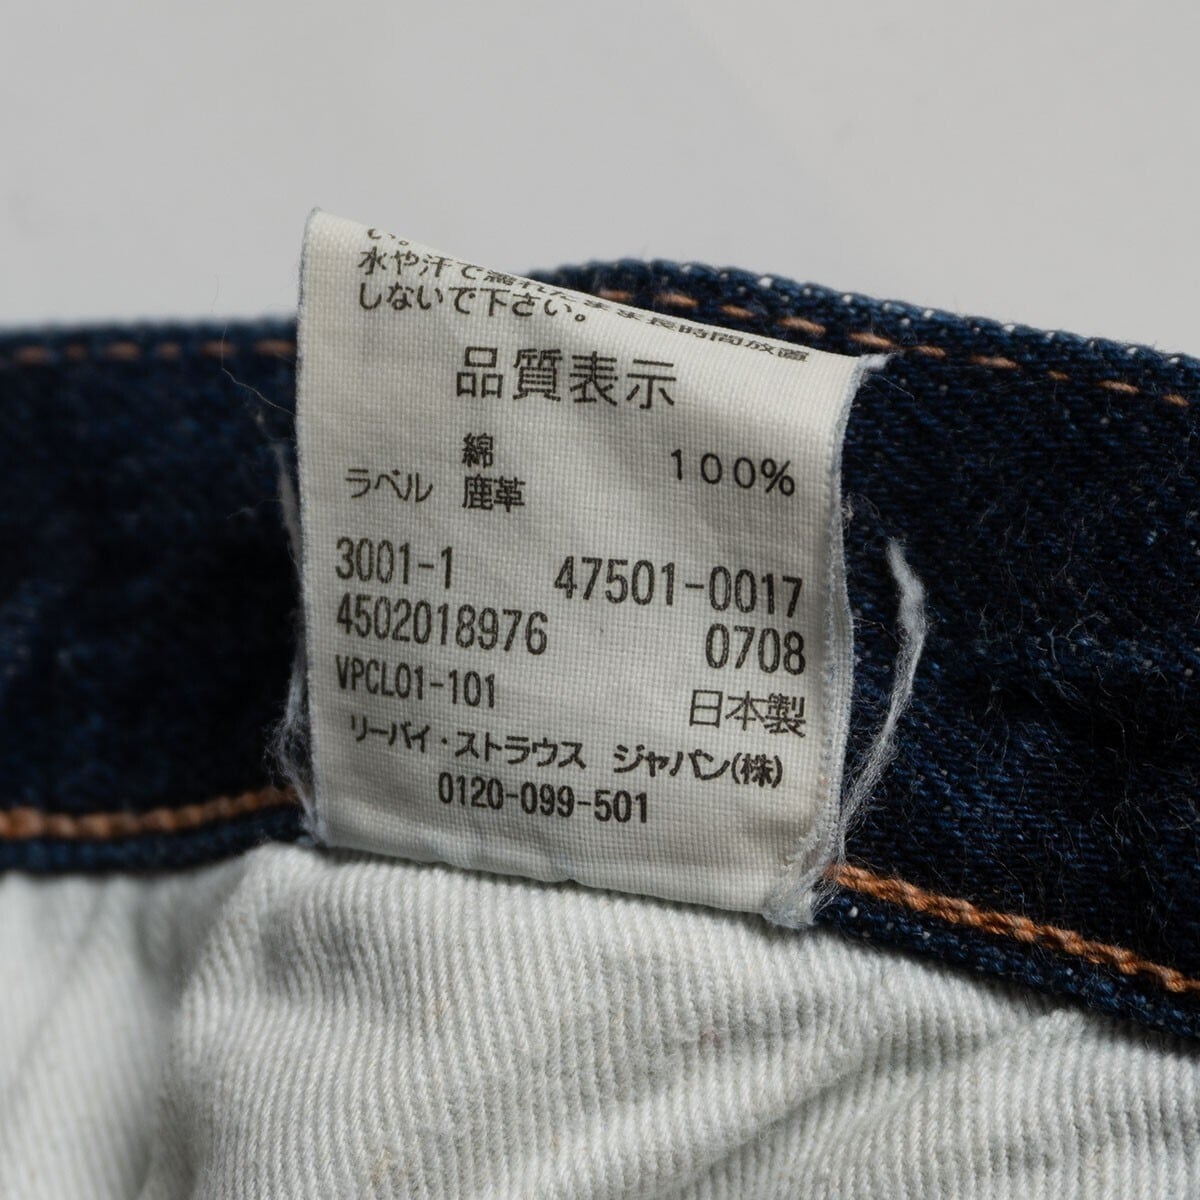 い。
水や汗で濡れたまま長時間放置
しないで下さい。
品質表示
綿 100%
ラベル 鹿革
3001-1 47501-0017
4502018976 0708
VPCL01-101 日本製
リーバイ・ストラウス ジャパン(株)
0120-099-501